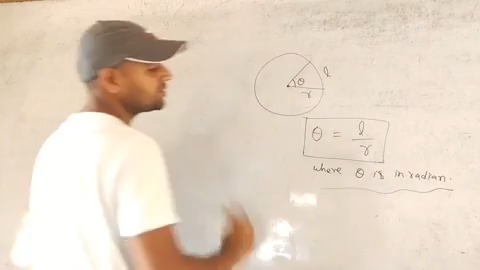 l
θ
r
θ = l / r
where θ is in radian.